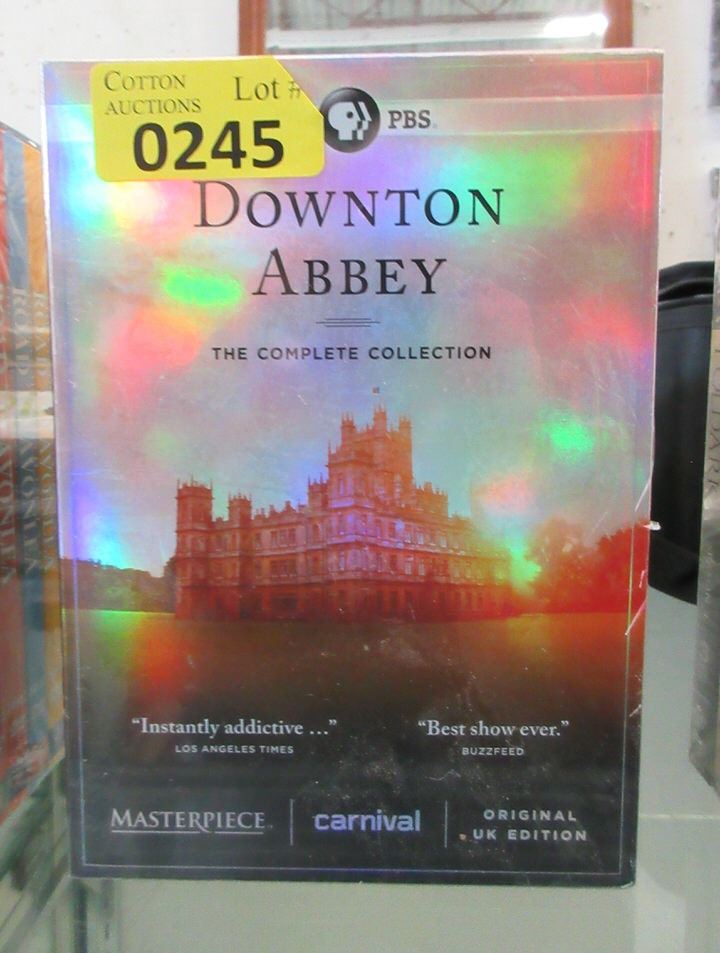 COTTON
AUCTIONS
Lot #
0245
PBS
DOWNTON
ABBEY
THE COMPLETE COLLECTION
“Instantly addictive ...”
LOS ANGELES TIMES
“Best show ever.”
BUZZFEED
MASTERPIECE
carnival
ORIGINAL
UK EDITION